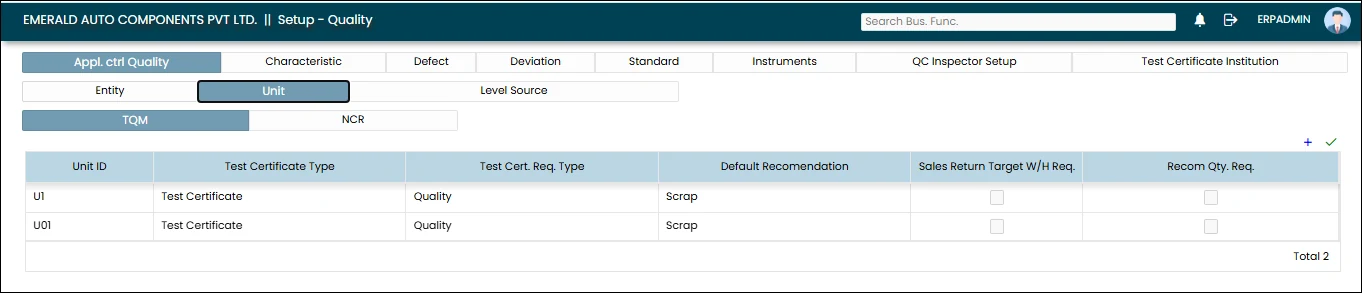 EMERALD AUTO COMPONENTS PVT LTD. || Setup - Quality Search Bus. Func. ERPADMIN
Appl. ctrl Quality Characteristic Defect Deviation Standard Instruments QC Inspector Setup Test Certificate Institution
Entity Unit Level Source
TQM NCR
+ ✓
Unit ID Test Certificate Type Test Cert. Req. Type Default Recomendation Sales Return Target W/H Req. Recom Qty. Req.
U1 Test Certificate Quality Scrap
U01 Test Certificate Quality Scrap
Total 2